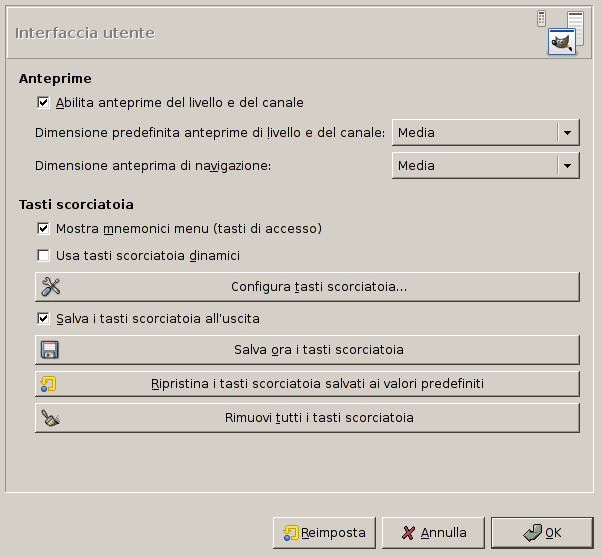 Interfaccia utente
Anteprime
Abilita anteprime del livello e del canale
Dimensione predefinita anteprime di livello e del canale: Media
Dimensione anteprima di navigazione: Media
Tasti scorciatoia
Mostra mnemonici menu (tasti di accesso)
Usa tasti scorciatoia dinamici
Configura tasti scorciatoia...
Salva i tasti scorciatoia all'uscita
Salva ora i tasti scorciatoia
Ripristina i tasti scorciatoia salvati ai valori predefiniti
Rimuovi tutti i tasti scorciatoia
Reimposta Annulla OK